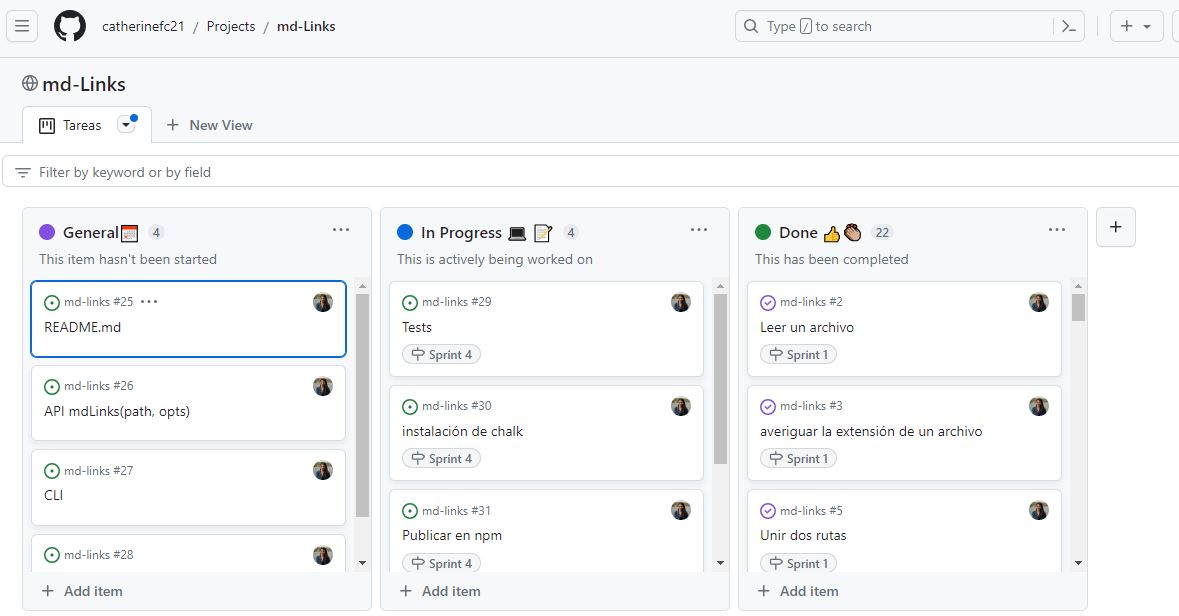 catherinefc21 / Projects / md-Links
Type / to search
md-Links
Tareas
New View
Filter by keyword or by field
General 4
This item hasn't been started
md-links #25
README.md
md-links #26
API mdLinks(path, opts)
md-links #27
CLI
md-links #28
Add item
In Progress 4
This is actively being worked on
md-links #29
Tests
Sprint 4
md-links #30
instalación de chalk
Sprint 4
md-links #31
Publicar en npm
Sprint 4
Add item
Done 22
This has been completed
md-links #2
Leer un archivo
Sprint 1
md-links #3
averiguar la extensión de un archivo
Sprint 1
md-links #5
Unir dos rutas
Sprint 1
Add item